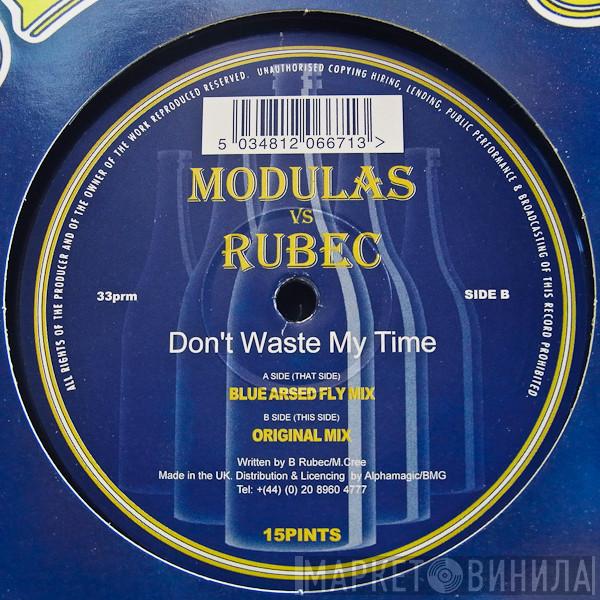 ALL RIGHTS OF THE PRODUCER AND OF THE OWNER OF THE WORK REPRODUCED RESERVED. UNAUTHORISED COPYING HIRING, LENDING, PUBLIC PERFORMANCE & BROADCASTING OF THIS RECORD PROHIBITED.
5 034812 066713 >
MODULAS
VS
RUBEC
33prm
SIDE B
Don't Waste My Time
A SIDE (THAT SIDE)
BLUE ARSED FLY MIX
B SIDE (THIS SIDE)
ORIGINAL MIX
Written by B Rubec/M.Cree
Made in the UK. Distribution & Licencing by Alphamagic/BMG
Tel: +(44) (0) 20 8960 4777
15PINTS
МАРКЕТ ВИНИЛА